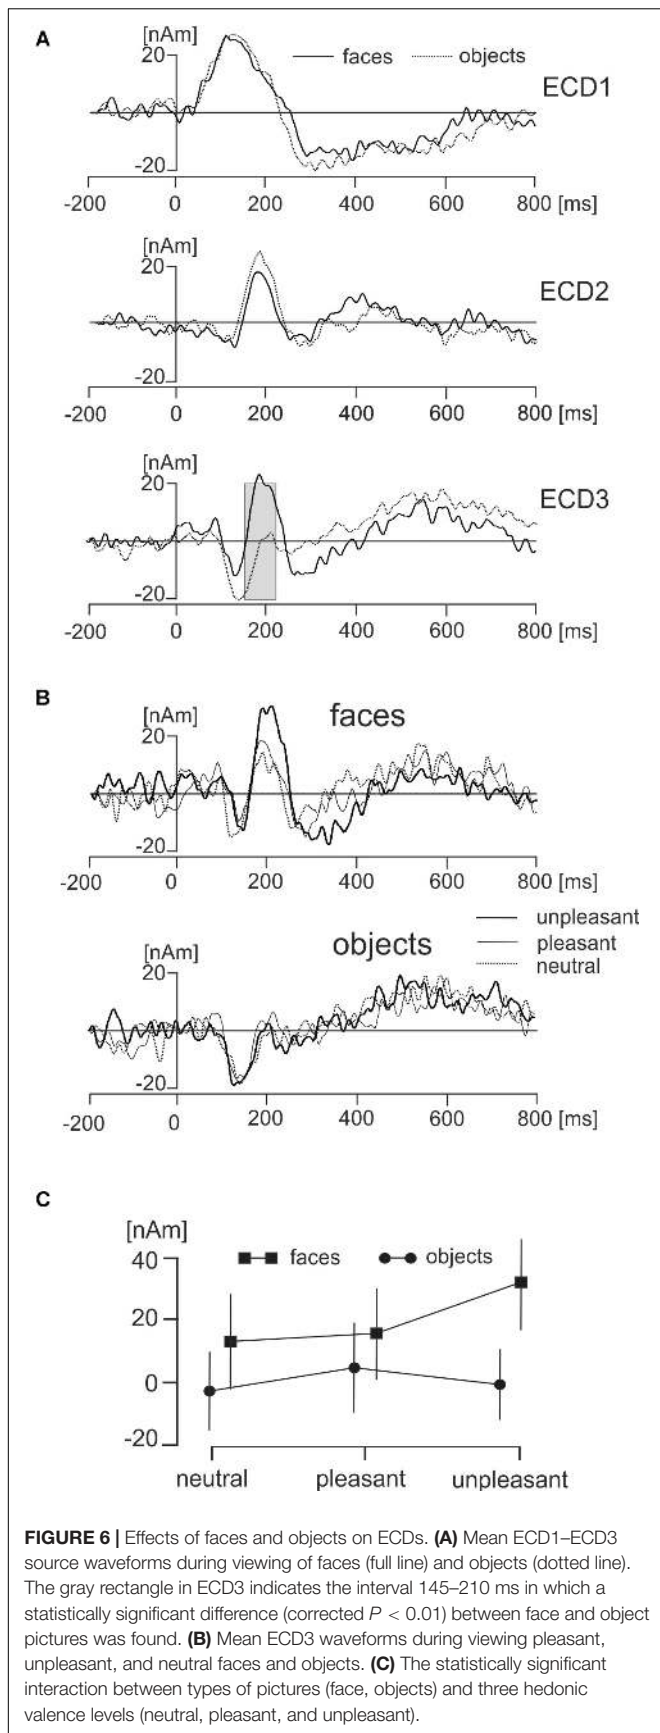 A
[nAm]
20
-20
faces
objects
ECD1
-200 0 200 400 600 800 [ms]
[nAm]
20
-20
ECD2
-200 0 200 400 600 800 [ms]
[nAm]
20
-20
ECD3
-200 0 200 400 600 800 [ms]
B
[nAm]
20
-20
faces
-200 0 200 400 600 800 [ms]
unpleasant
pleasant
neutral
[nAm]
20
-20
objects
-200 0 200 400 600 800 [ms]
C
[nAm]
40
20
0
-20
faces
objects
neutral pleasant unpleasant
FIGURE 6 | Effects of faces and objects on ECDs. (A) Mean ECD1–ECD3
source waveforms during viewing of faces (full line) and objects (dotted line).
The gray rectangle in ECD3 indicates the interval 145–210 ms in which a
statistically significant difference (corrected P < 0.01) between face and object
pictures was found. (B) Mean ECD3 waveforms during viewing pleasant,
unpleasant, and neutral faces and objects. (C) The statistically significant
interaction between types of pictures (face, objects) and three hedonic
valence levels (neutral, pleasant, and unpleasant).